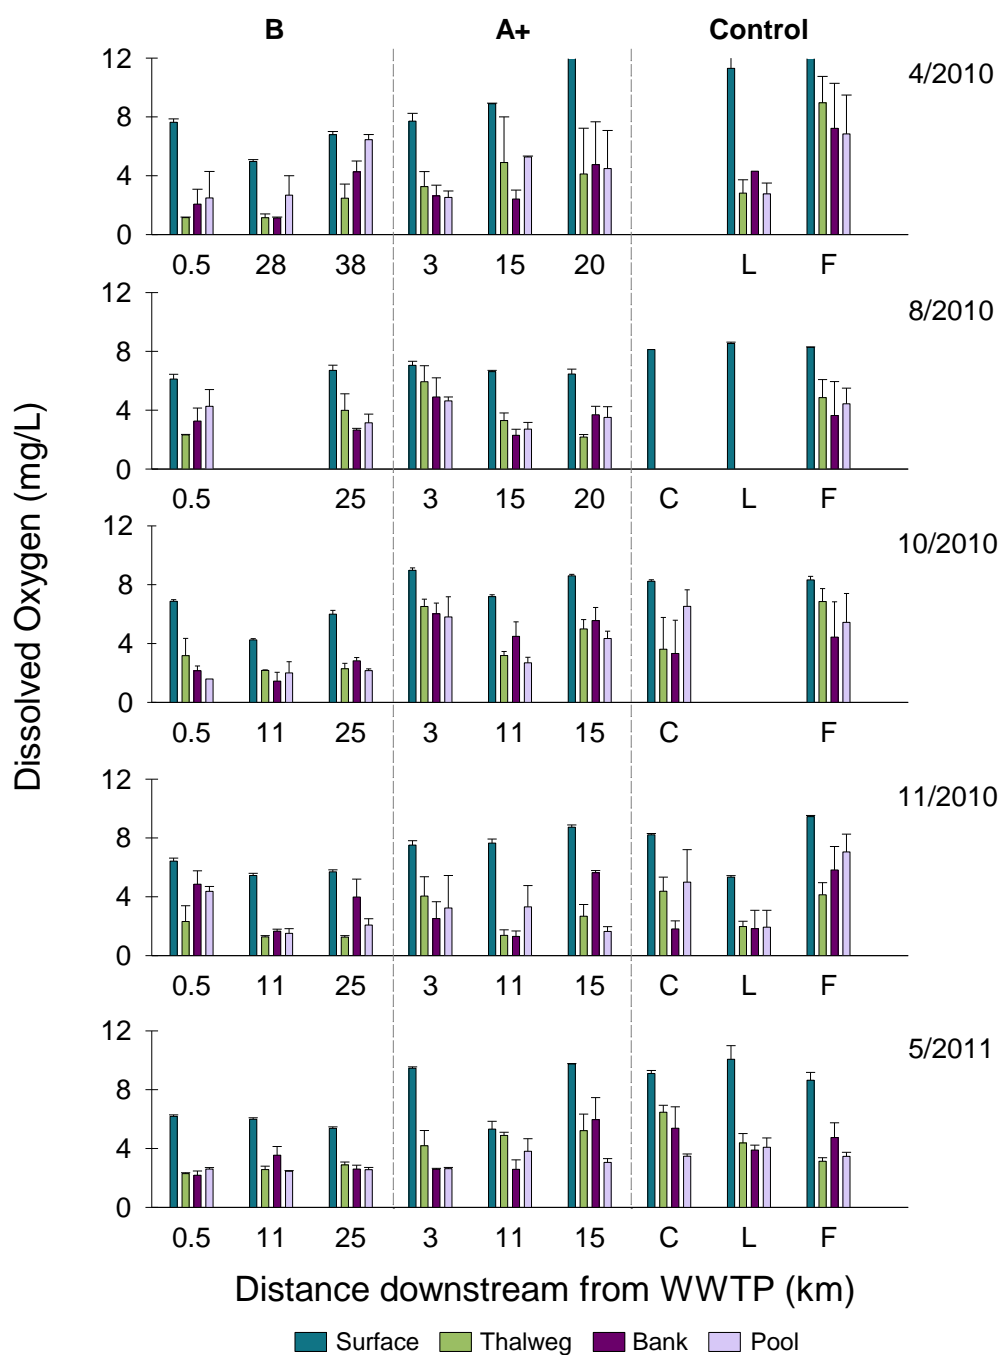 B A+ Control
12 4/2010
8
4
0
0.5 28 38 3 15 20 L F
12 8/2010
8
4
0
0.5 25 3 15 20 C L F
12 10/2010
8
4
0
0.5 11 25 3 11 15 C F
12 11/2010
8
4
0
0.5 11 25 3 11 15 C L F
12 5/2011
8
4
0
0.5 11 25 3 11 15 C L F
Dissolved Oxygen (mg/L)
Distance downstream from WWTP (km)
Surface Thalweg Bank Pool